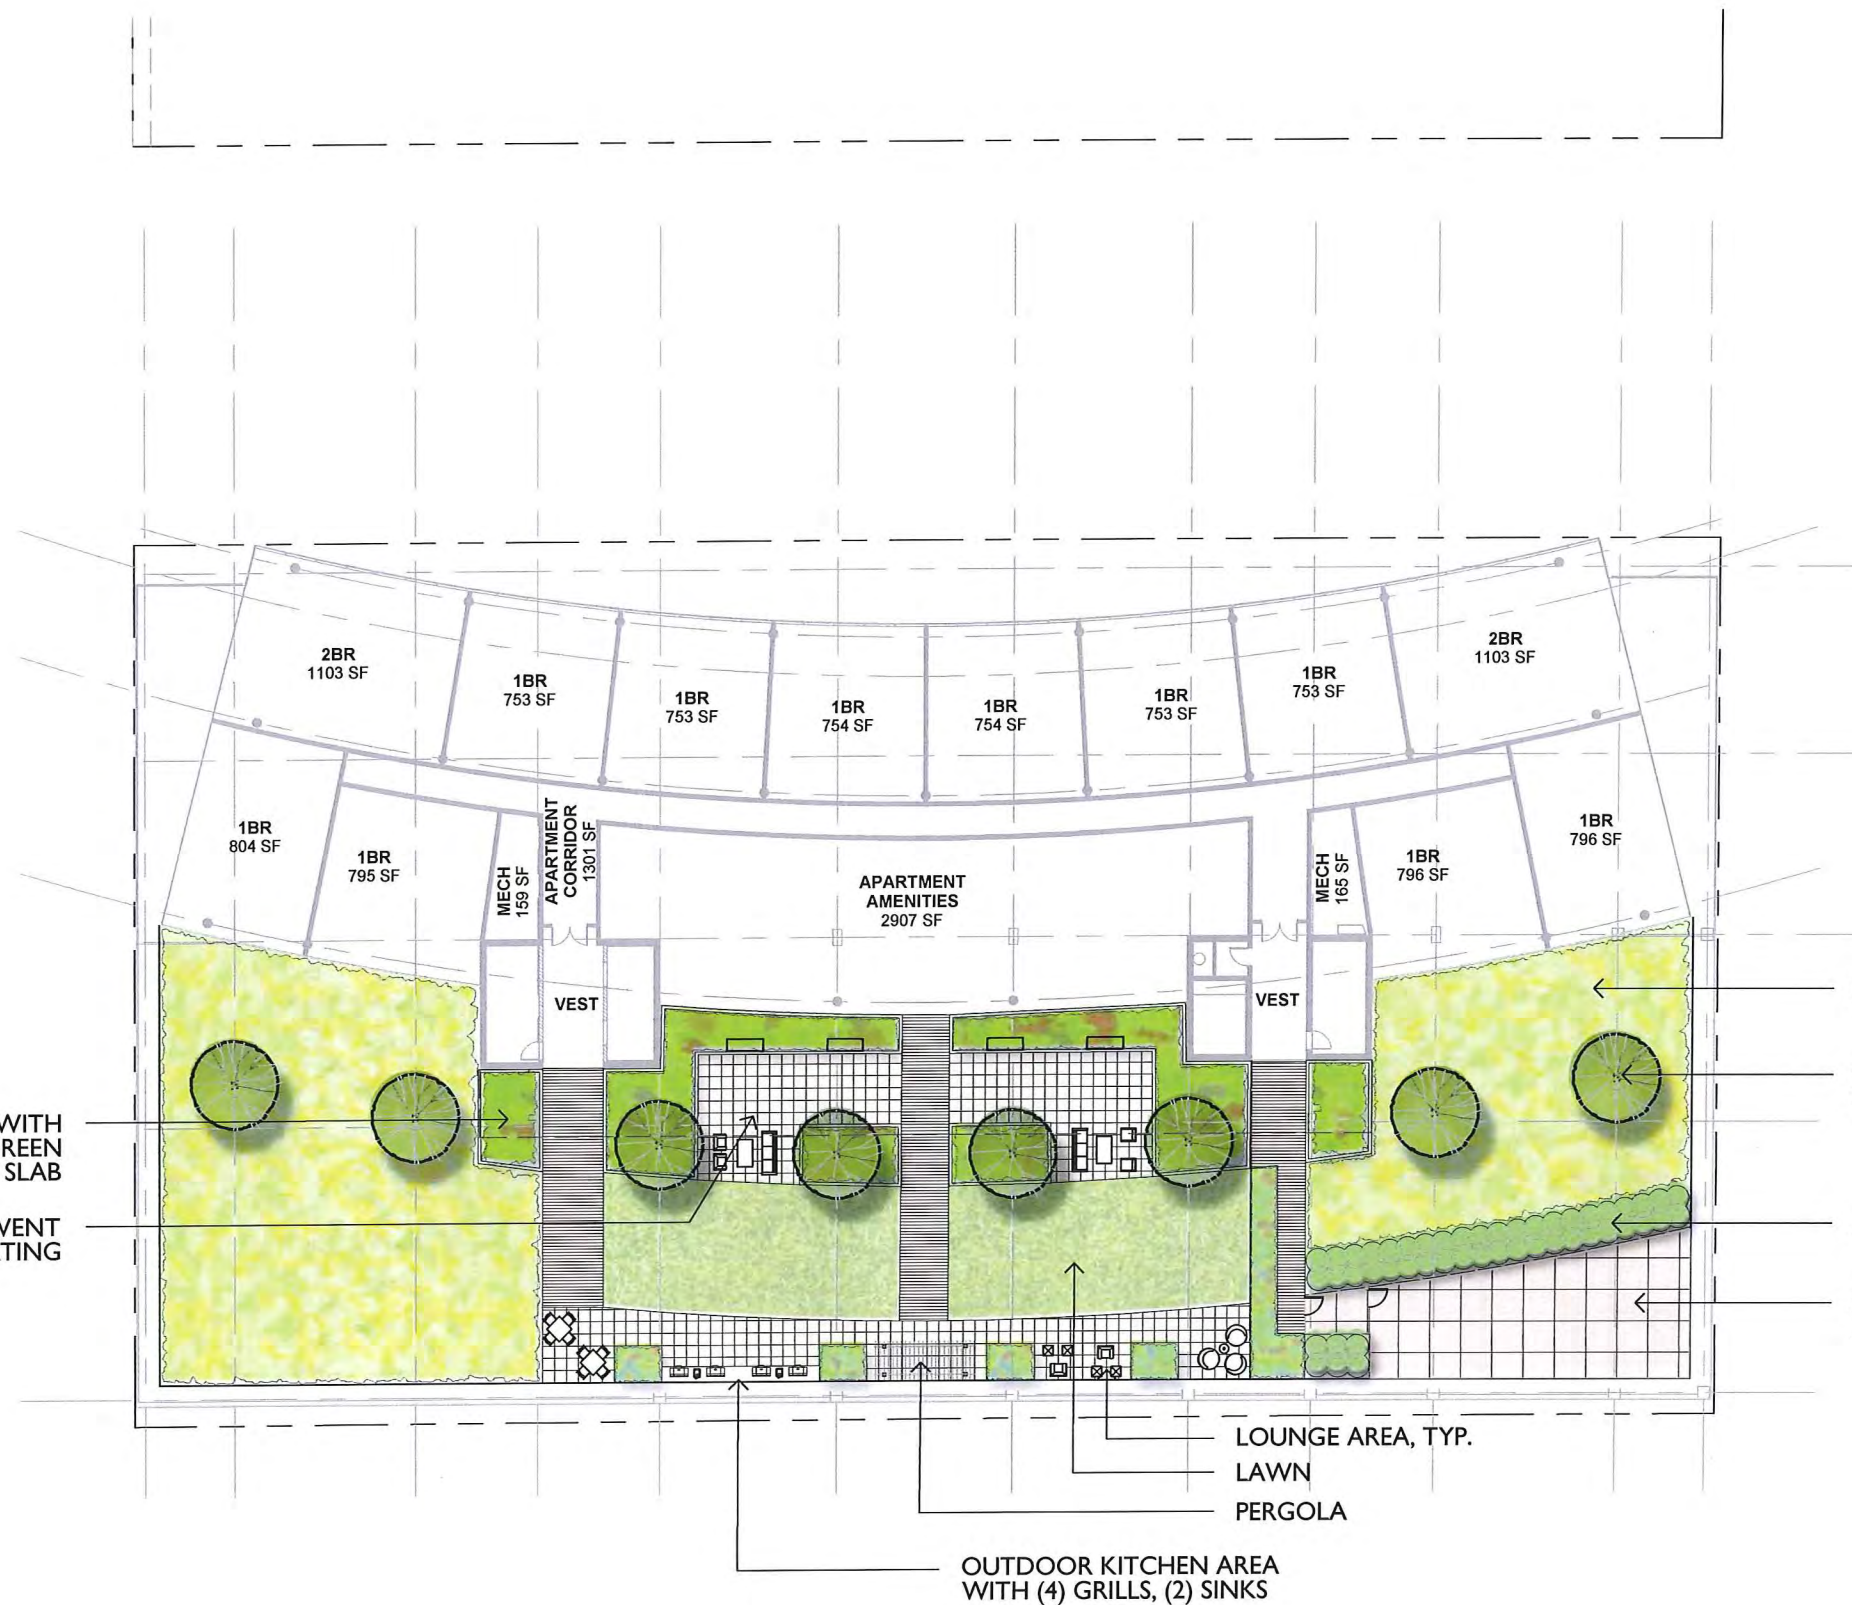 2BR
1103 SF
1BR
753 SF
1BR
753 SF
1BR
754 SF
1BR
754 SF
1BR
753 SF
1BR
753 SF
2BR
1103 SF
1BR
804 SF
1BR
795 SF
MECH
159 SF
APARTMENT
CORRIDOR
1301 SF
APARTMENT
AMENITIES
2907 SF
MECH
165 SF
1BR
796 SF
1BR
796 SF
VEST
VEST
WITH
REEN
SLAB
VENT
TING
LOUNGE AREA, TYP.
LAWN
PERGOLA
OUTDOOR KITCHEN AREA
WITH (4) GRILLS, (2) SINKS